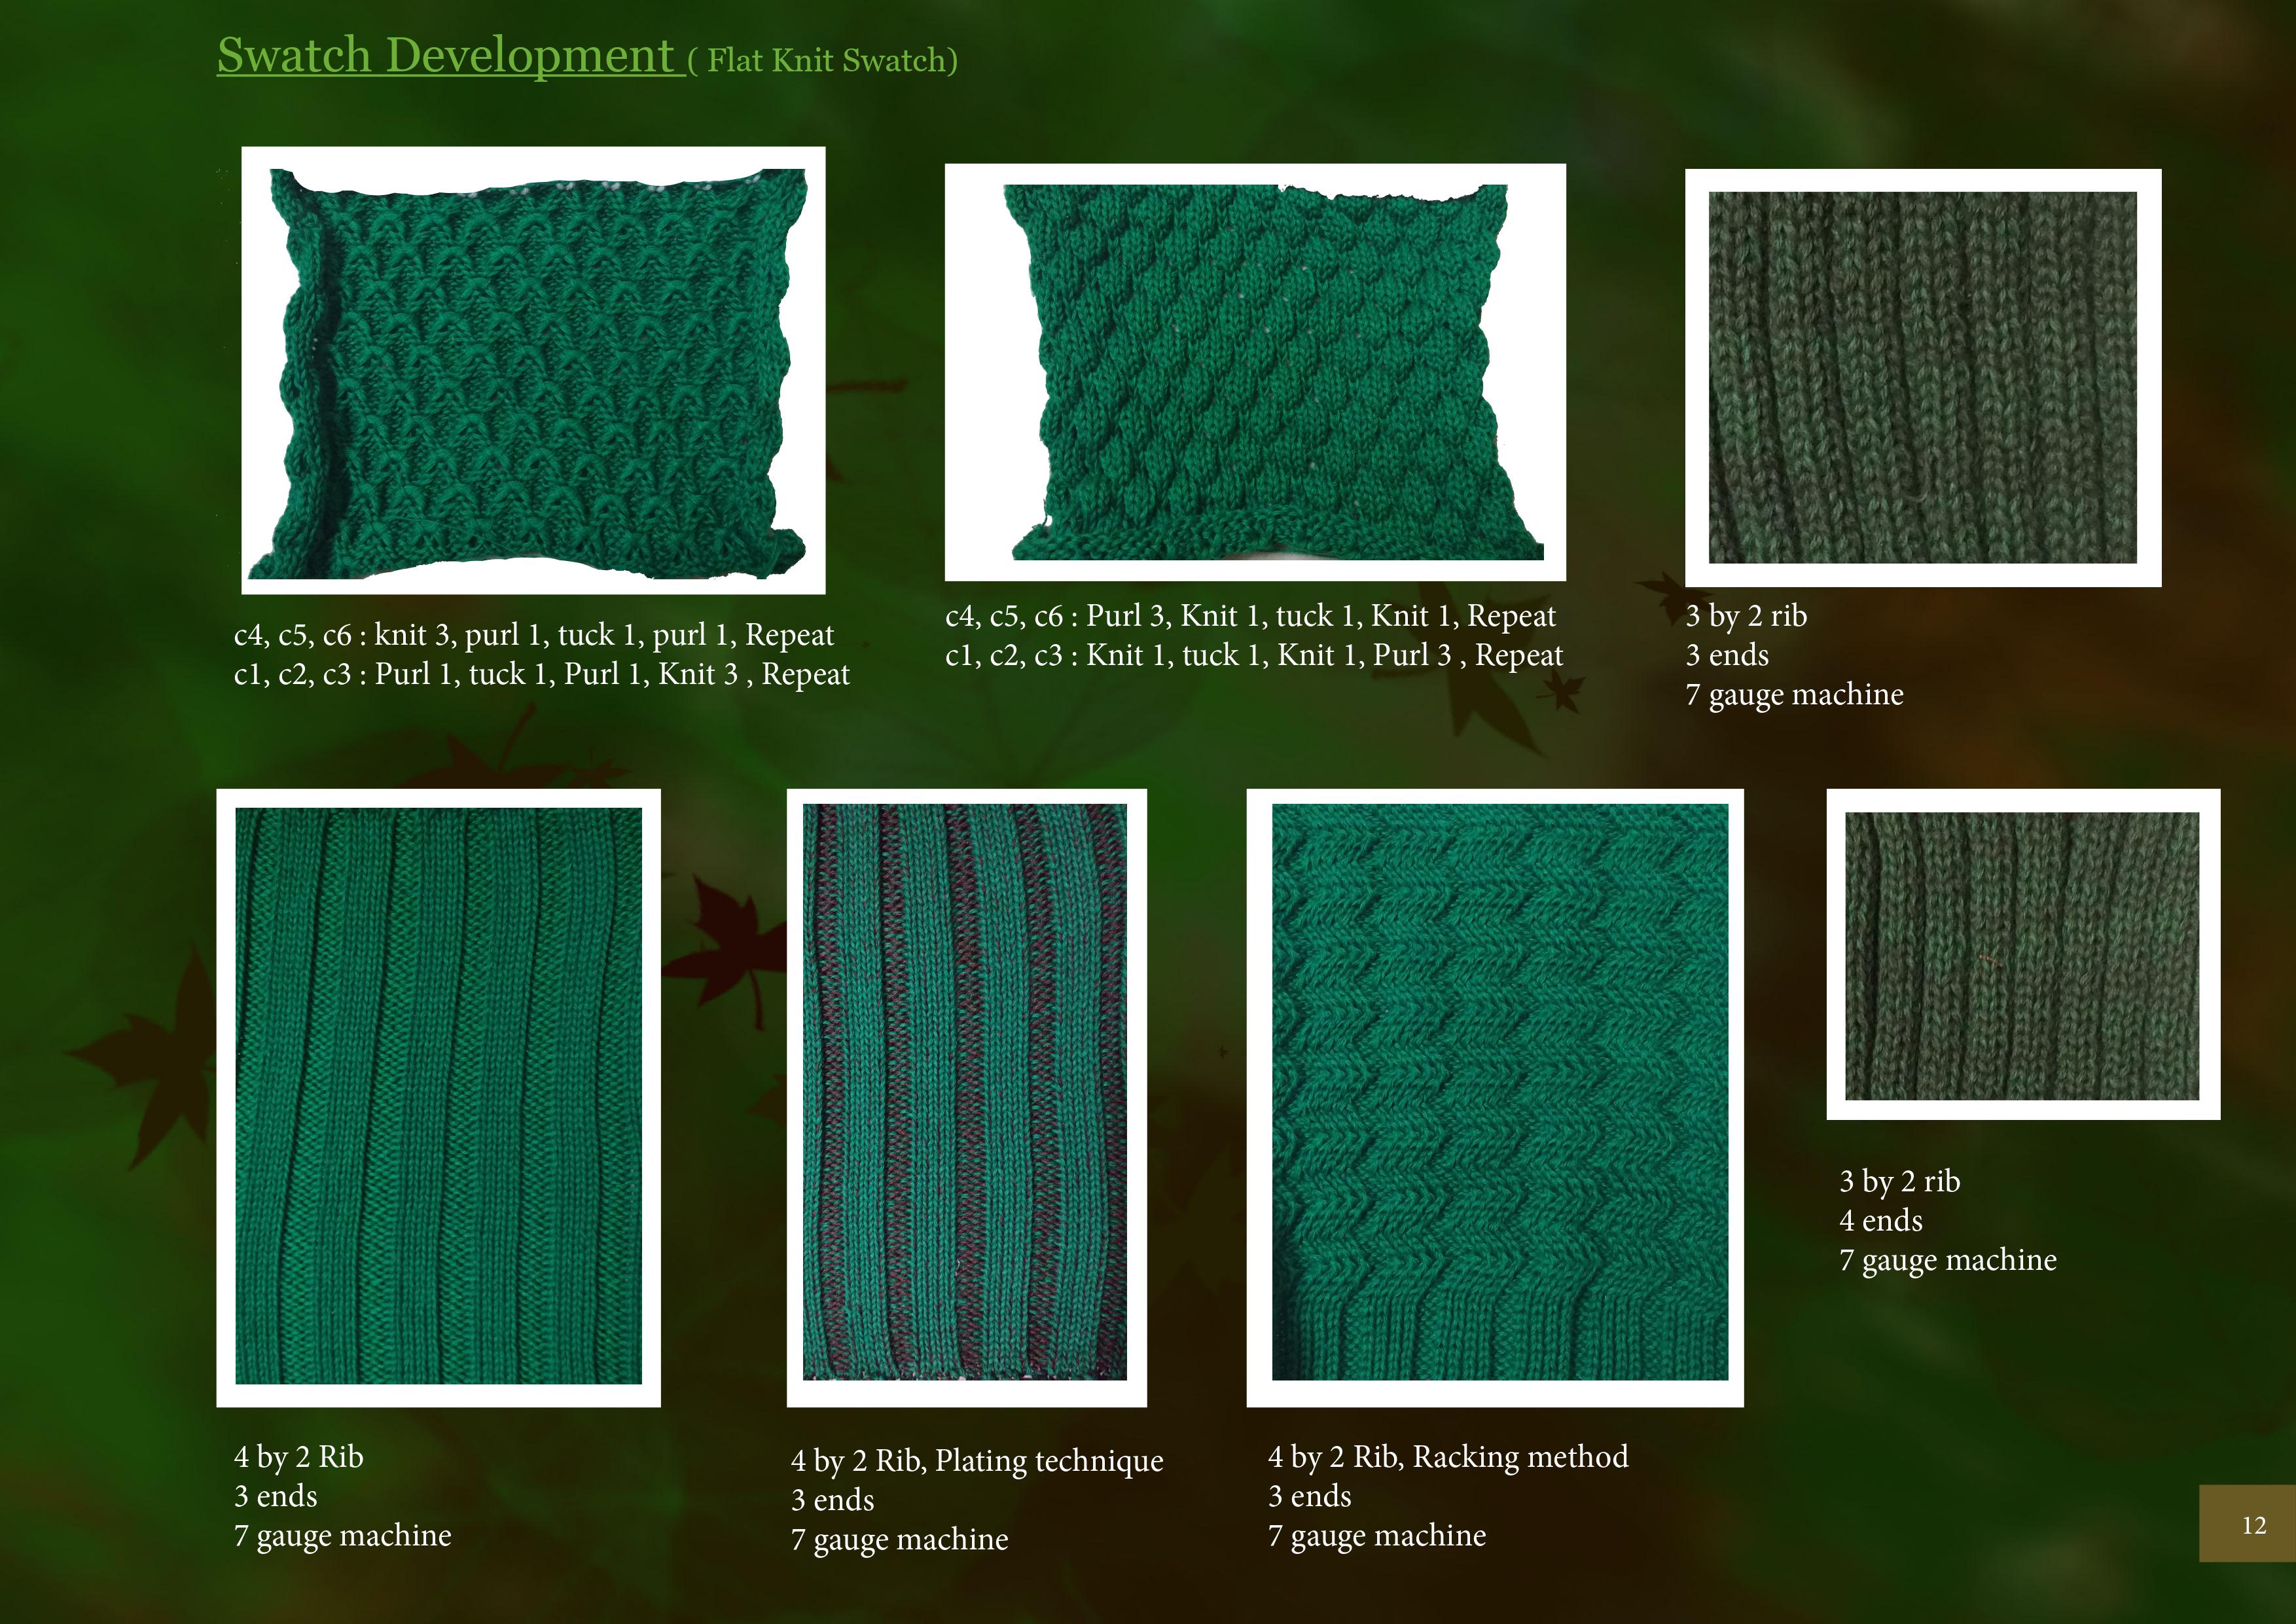 Swatch Development ( Flat Knit Swatch)
c4, c5, c6 : knit 3, purl 1, tuck 1, purl 1, Repeat
c1, c2, c3 : Purl 1, tuck 1, Purl 1, Knit 3 , Repeat
c4, c5, c6 : Purl 3, Knit 1, tuck 1, Knit 1, Repeat
c1, c2, c3 : Knit 1, tuck 1, Knit 1, Purl 3 , Repeat
3 by 2 rib
3 ends
7 gauge machine
4 by 2 Rib
3 ends
7 gauge machine
4 by 2 Rib, Plating technique
3 ends
7 gauge machine
4 by 2 Rib, Racking method
3 ends
7 gauge machine
3 by 2 rib
4 ends
7 gauge machine
12